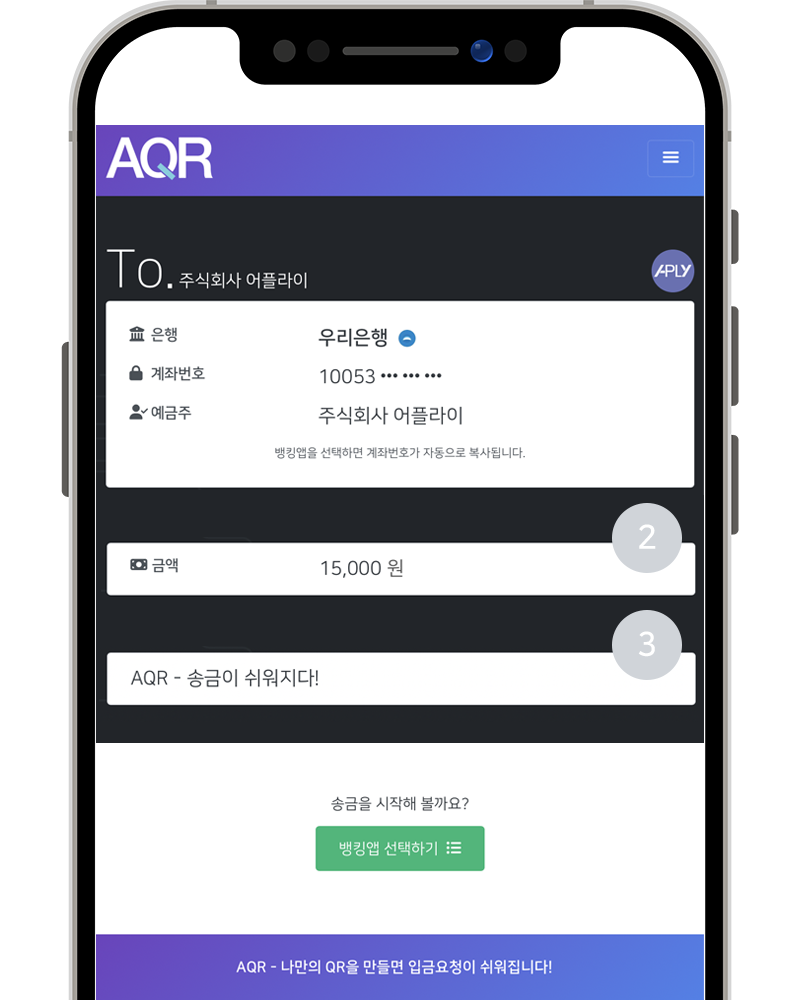 AQR
To. 주식회사 어플라이
APLY
은행 우리은행
계좌번호 10053 ••• ••• •••
예금주 주식회사 어플라이
뱅킹앱을 선택하면 계좌번호가 자동으로 복사됩니다.
2
금액 15,000 원
3
AQR - 송금이 쉬워지다!
송금을 시작해 볼까요?
뱅킹앱 선택하기
AQR - 나만의 QR을 만들면 입금요청이 쉬워집니다!